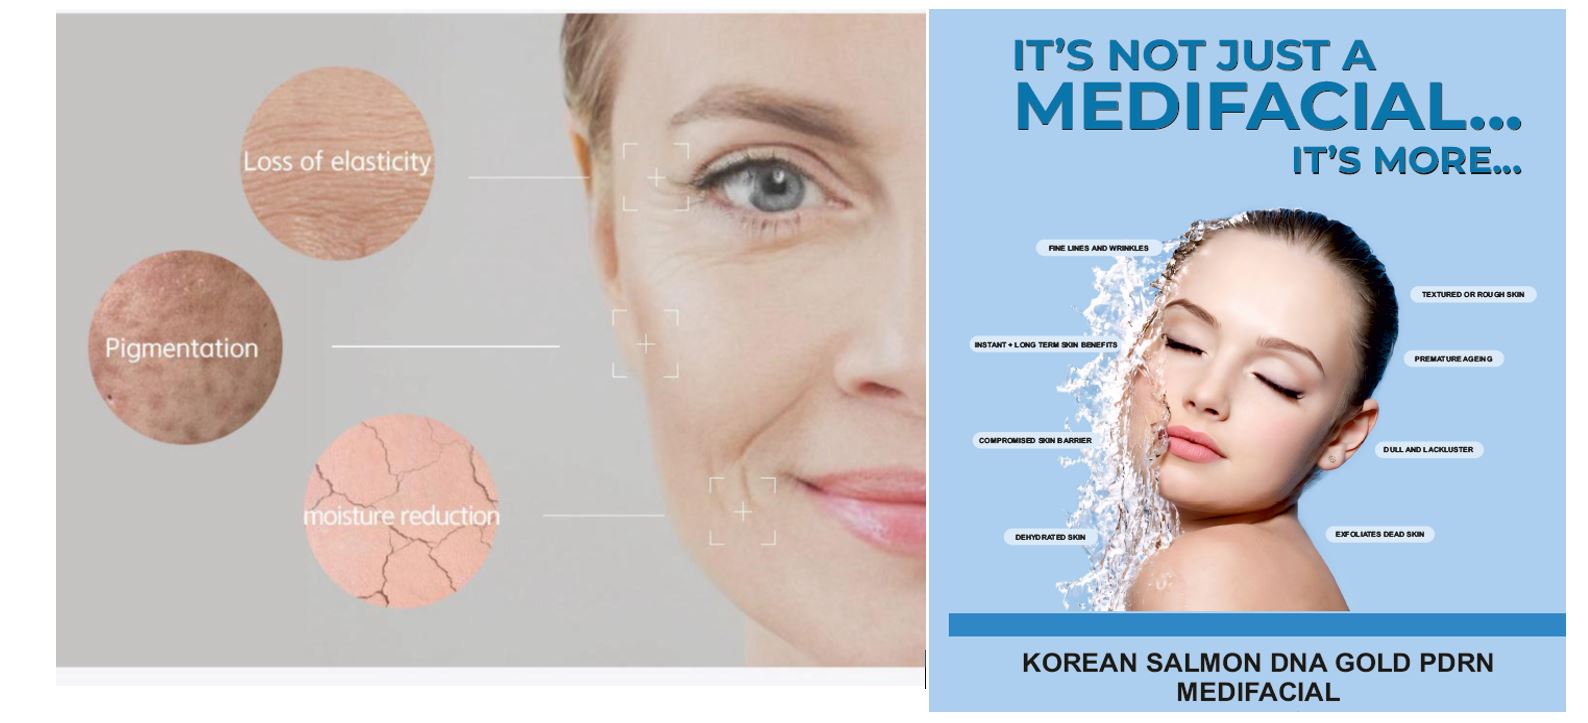 Loss of elasticity
Pigmentation
moisture reduction
IT'S NOT JUST A
MEDIFACIAL...
IT'S MORE...
FINE LINES AND WRINKLES
TEXTURED OR ROUGH SKIN
INSTANT + LONG TERM SKIN BENEFITS
PREMATURE AGEING
COMPROMISED SKIN BARRIER
DULL AND LACKLUSTER
DEHYDRATED SKIN
EXFOLIATES DEAD SKIN
KOREAN SALMON DNA GOLD PDRN
MEDIFACIAL